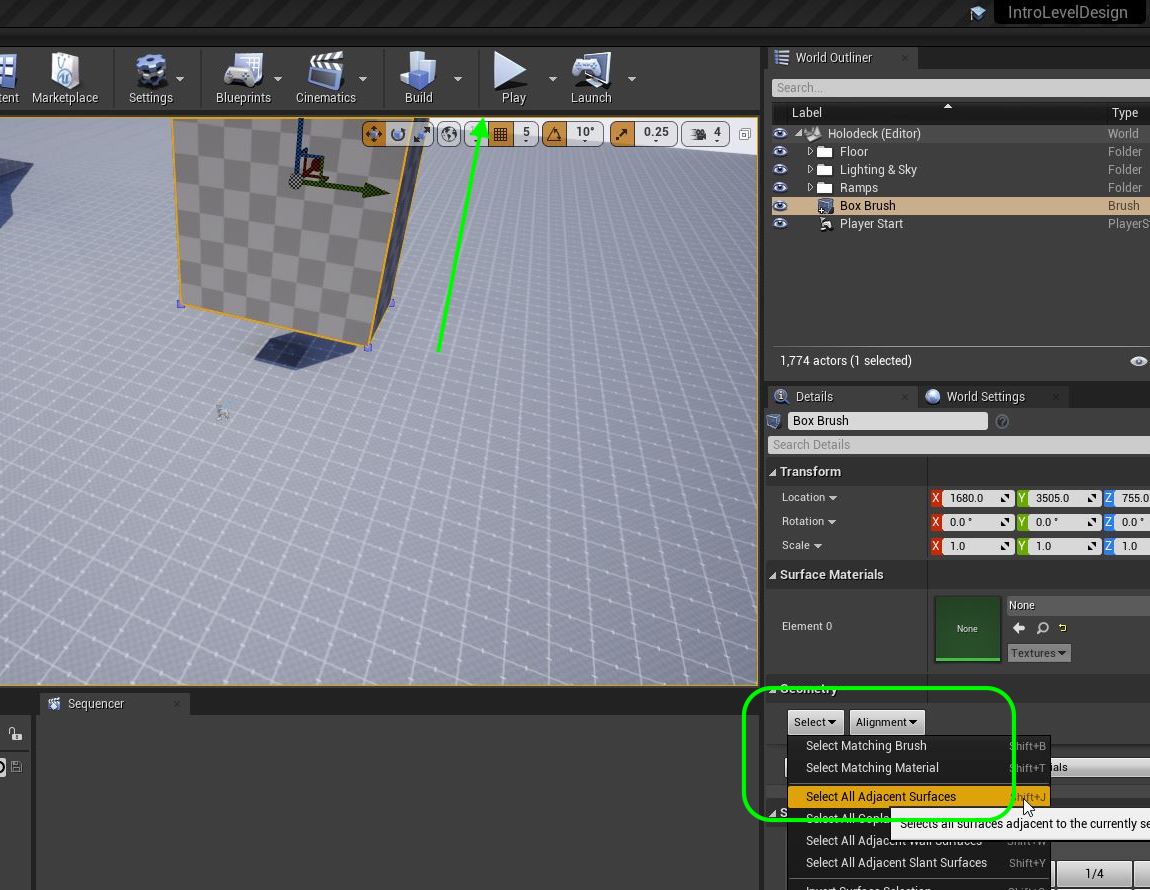 IntroLevelDesign
tent
Marketplace
Settings
Blueprints
Cinematics
Build
Play
Launch
World Outliner
Search...
Label
Type
5
10°
0.25
4
Holodeck (Editor)
World
Floor
Folder
Lighting & Sky
Folder
Ramps
Folder
Box Brush
Brush
Player Start
PlayerS
1,774 actors (1 selected)
Details
World Settings
Box Brush
Search Details
Transform
Location
X 1680.0
Y 3505.0
Z 755.0
Rotation
X 0.0 °
Y 0.0 °
Z 0.0 °
Scale
X 1.0
Y 1.0
Z 1.0
Surface Materials
Element 0
None
None
Textures
Geometry
Sequencer
Select
Alignment
Select Matching Brush Shift+B
Select Matching Material Shift+T
ials
Select All Adjacent Surfaces Shift+J
S
Select All Copla
Selects all surfaces adjacent to the currently se
Select All Adjacent Wall Surfaces Shift+W
Select All Adjacent Slant Surfaces Shift+Y
1/4
Invert Surface Selection